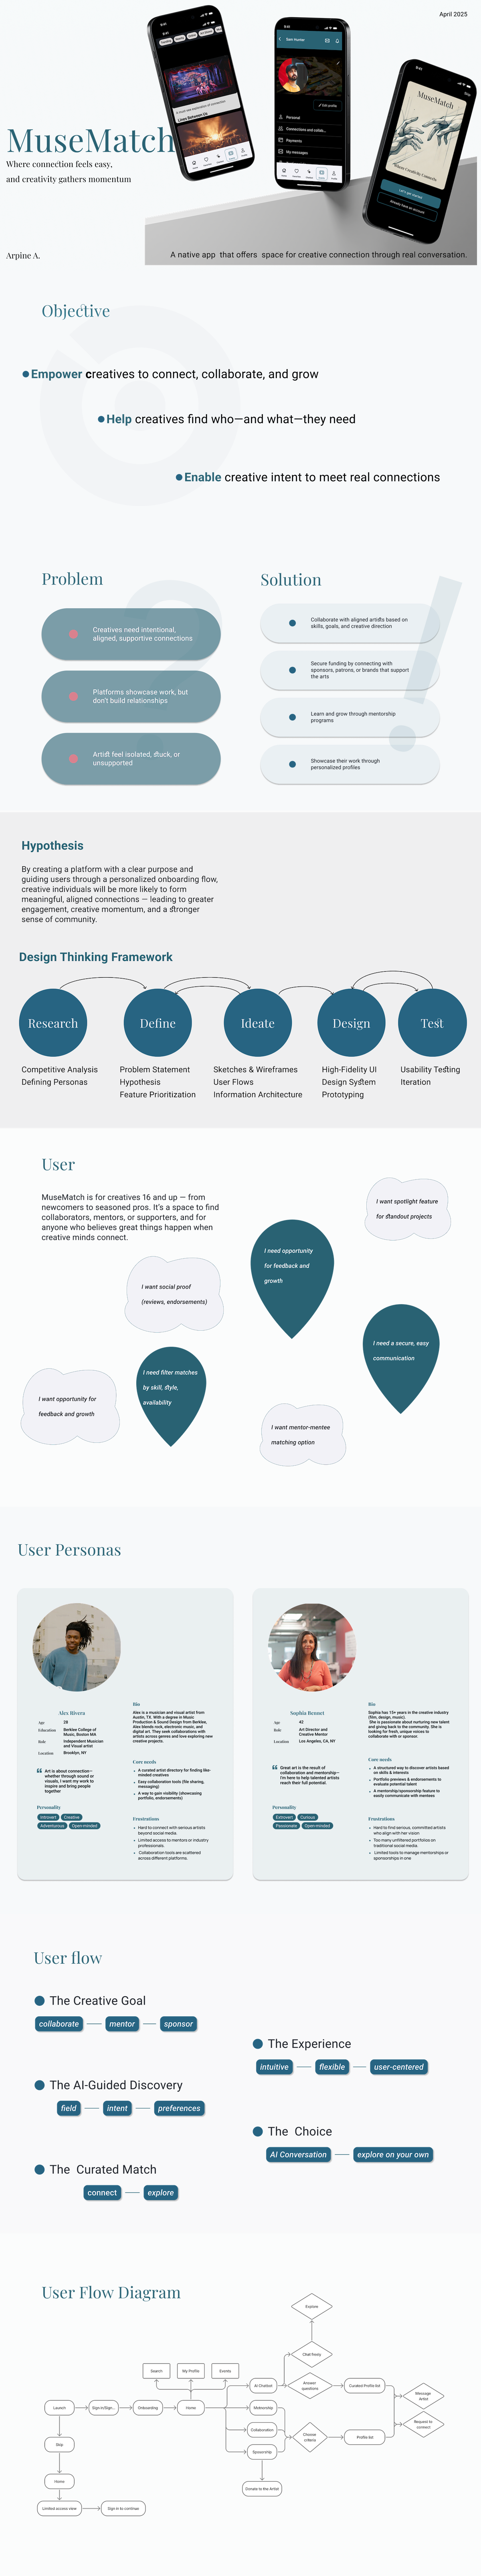 April 2025
MuseMatch
Where connection feels easy,
and creativity gathers momentum
Sam Hunter
Edit profile
Personal
Connections and collab...
Payments
My messages
MuseMatch
Skip
Where Creatives Connect
Let's get started
Already have an account
Arpine A.
A native app that offers space for creative connection through real conversation.
Objective
Empower creatives to connect, collaborate, and grow
Help creatives find who—and what—they need
Enable creative intent to meet real connections
Problem
Creatives need intentional,
aligned, supportive connections
Platforms showcase work, but
don't build relationships
Artist feel isolated, stuck, or
unsupported
Solution
Collaborate with aligned artists based on
skills, goals, and creative direction
Secure funding by connecting with
sponsors, patrons, or brands that support
the arts
Learn and grow through mentorship
programs
Showcase their work through
personalized profiles
Hypothesis
By creating a platform with a clear purpose and
guiding users through a personalized onboarding flow,
creative individuals will be more likely to form
meaningful, aligned connections — leading to greater
engagement, creative momentum, and a stronger
sense of community.
Design Thinking Framework
Research
Define
Ideate
Design
Test
Competitive Analysis
Defining Personas
Problem Statement
Hypothesis
Feature Prioritization
Sketches & Wireframes
User Flows
Information Architecture
High-Fidelity UI
Design System
Prototyping
Usability Testing
Iteration
User
MuseMatch is for creatives 16 and up — from
newcomers to seasoned pros. It's a space to find
collaborators, mentors, or supporters, and for
anyone who believes great things happen when
creative minds connect.
I want spotlight feature
for standout projects
I need opportunity
for feedback and
growth
I want social proof
(reviews, endorsements)
I need a secure, easy
communication
I need filter matches
by skill, style,
availability
I want opportunity for
feedback and growth
I want mentor-mentee
matching option
User Personas
Alex Rivera
Age 28
Education Berklee College of
Music, Boston MA
Role Independent Musician
and Visual artist
Location Brooklyn, NY
Art is about connection—
whether through sound or
visuals, I want my work to
inspire and bring people
together
Personality
Introvert Creative
Adventurous Open-minded
Bio
Alex is a musician and visual artist from
Austin, TX. With a degree in Music
Production & Sound Design from Berklee,
Alex blends rock, electronic music, and
digital art. They seek collaborations with
artists across genres and love exploring new
creative projects.
Core needs
A curated artist directory for finding like-
minded creatives
Easy collaboration tools (file sharing,
messaging)
A way to gain visibility (showcasing
portfolio, endorsements)
Frustrations
Hard to connect with serious artists
beyond social media.
Limited access to mentors or industry
professionals.
Collaboration tools are scattered
across different platforms.
Sophia Bennet
Age 42
Role Art Director and
Creative Mentor
Location Los Angeles, CA, NY
Great art is the result of
collaboration and mentorship—
I'm here to help talented artists
reach their full potential.
Personality
Extrovert Curious
Passionate Open-minded
Bio
Sophia has 15+ years in the creative industry
(film, design, music).
She is passionate about nurturing new talent
and giving back to the community. She is
looking for fresh, unique voices to
collaborate with or sponsor
Core needs
A structured way to discover artists based
on skills & interests
Portfolio previews & endorsements to
evaluate potential talent
A mentorship/sponsorship feature to
easily communicate with mentees
Frustrations
Hard to find serious, committed artists
who align with her vision
Too many unfiltered portfolios on
traditional social media
Limited tools to manage mentorships or
sponsorships in one
User flow
The Creative Goal
collaborate mentor sponsor
The Experience
intuitive flexible user-centered
The AI-Guided Discovery
field intent preferences
The Choice
AI Conversation explore on your own
The Curated Match
connect explore
User Flow Diagram
Explore
Chat freely
Search
My Profile
Events
AI Chatbot
Answer
questions
Curated Profile list
Message
Artist
Launch
Sign-in/Sign...
Onboarding
Home
Motnorship
Collaboration
Choose
criteria
Profile list
Request to
connect
Skip
Sposorship
Home
Donate to the Artist
Limited access view
Sign in to continue